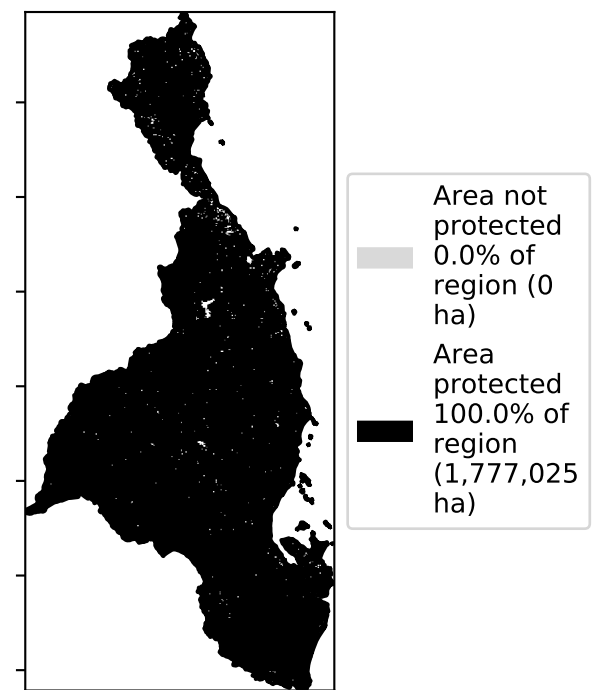 Area not
protected
0.0% of
region (0
ha)
Area
protected
100.0% of
region
(1,777,025
ha)